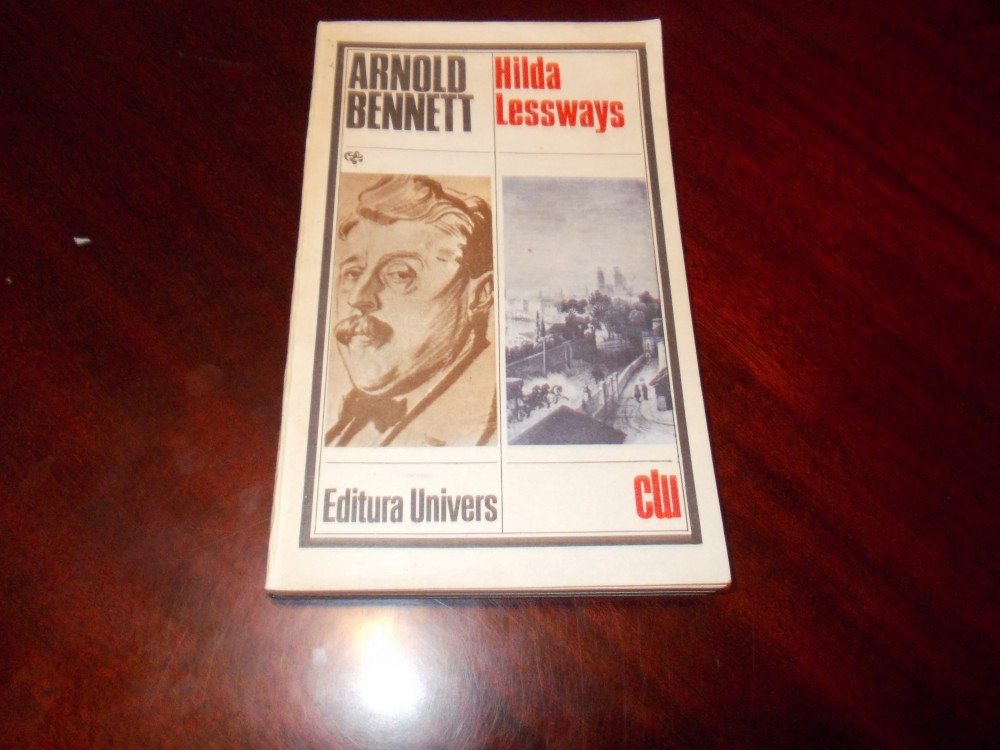 ARNOLD
BENNETT
Hilda
Lessways
Editura Univers
clu